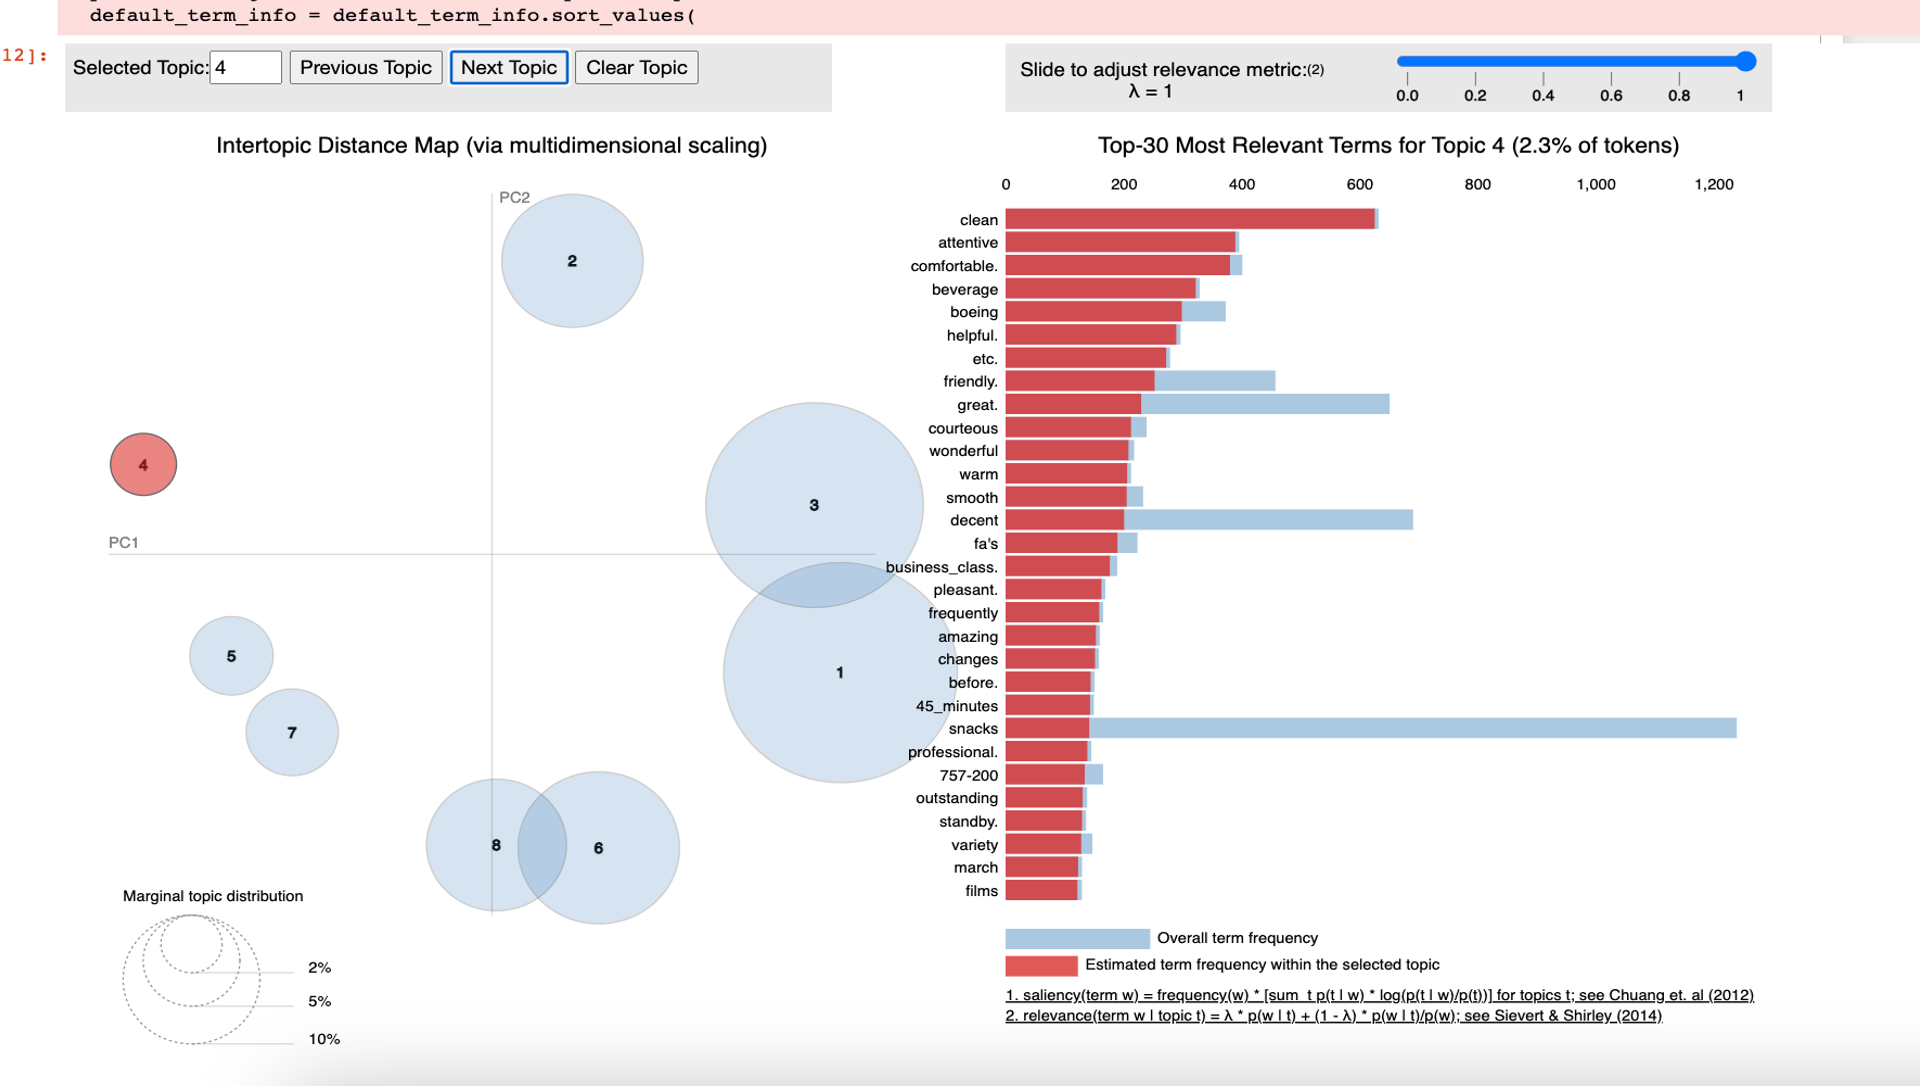 default_term_info = default_term_info.sort_values(
12]:
Selected Topic: 4 Previous Topic Next Topic Clear Topic
Slide to adjust relevance metric:(2)
λ = 1
0.0 0.2 0.4 0.6 0.8 1
Intertopic Distance Map (via multidimensional scaling)
PC2
PC1
2
3
4
1
5
7
8
6
Marginal topic distribution
2%
5%
10%
Top-30 Most Relevant Terms for Topic 4 (2.3% of tokens)
0 200 400 600 800 1,000 1,200
clean
attentive
comfortable.
beverage
boeing
helpful.
etc.
friendly.
great.
courteous
wonderful
warm
smooth
decent
fa's
business_class.
pleasant.
frequently
amazing
changes
before.
45_minutes
snacks
professional.
757-200
outstanding
standby.
variety
march
films
Overall term frequency
Estimated term frequency within the selected topic
1. saliency(term w) = frequency(w) * [sum_t p(t | w) * log(p(t | w)/p(t))] for topics t; see Chuang et. al (2012)
2. relevance(term w | topic t) = λ * p(w | t) + (1 - λ) * p(w | t)/p(w); see Sievert & Shirley (2014)